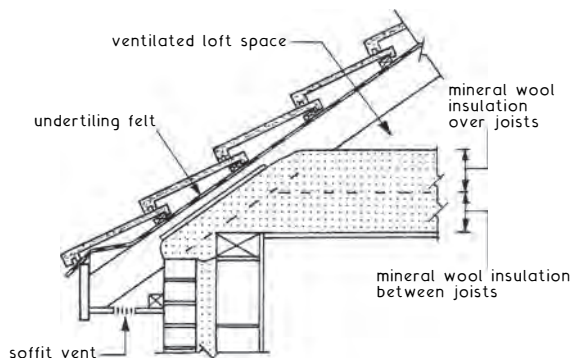 ventilated loft space
mineral wool
insulation
over joists
undertiling felt
mineral wool insulation
between joists
soffit vent